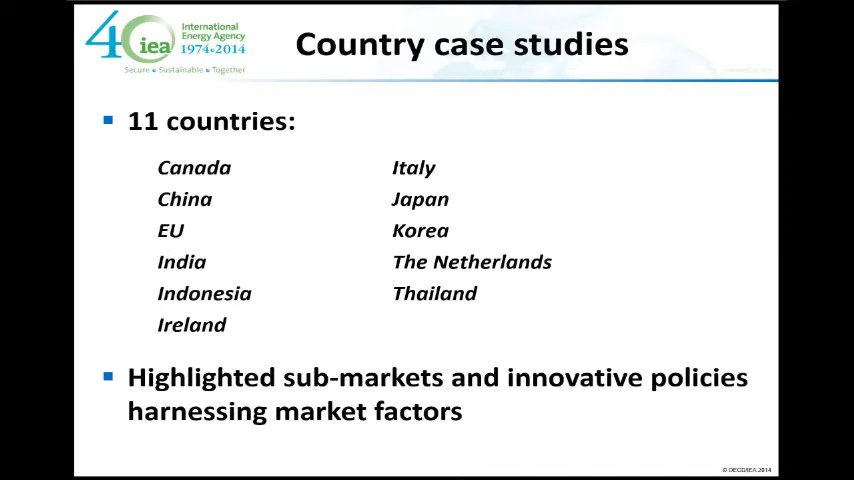 40 iea International
Energy Agency
1974•2014
Secure • Sustainable • Together
Country case studies
11 countries:
Canada
China
EU
India
Indonesia
Ireland
Italy
Japan
Korea
The Netherlands
Thailand
Highlighted sub-markets and innovative policies
harnessing market factors
© OECD/IEA 2014